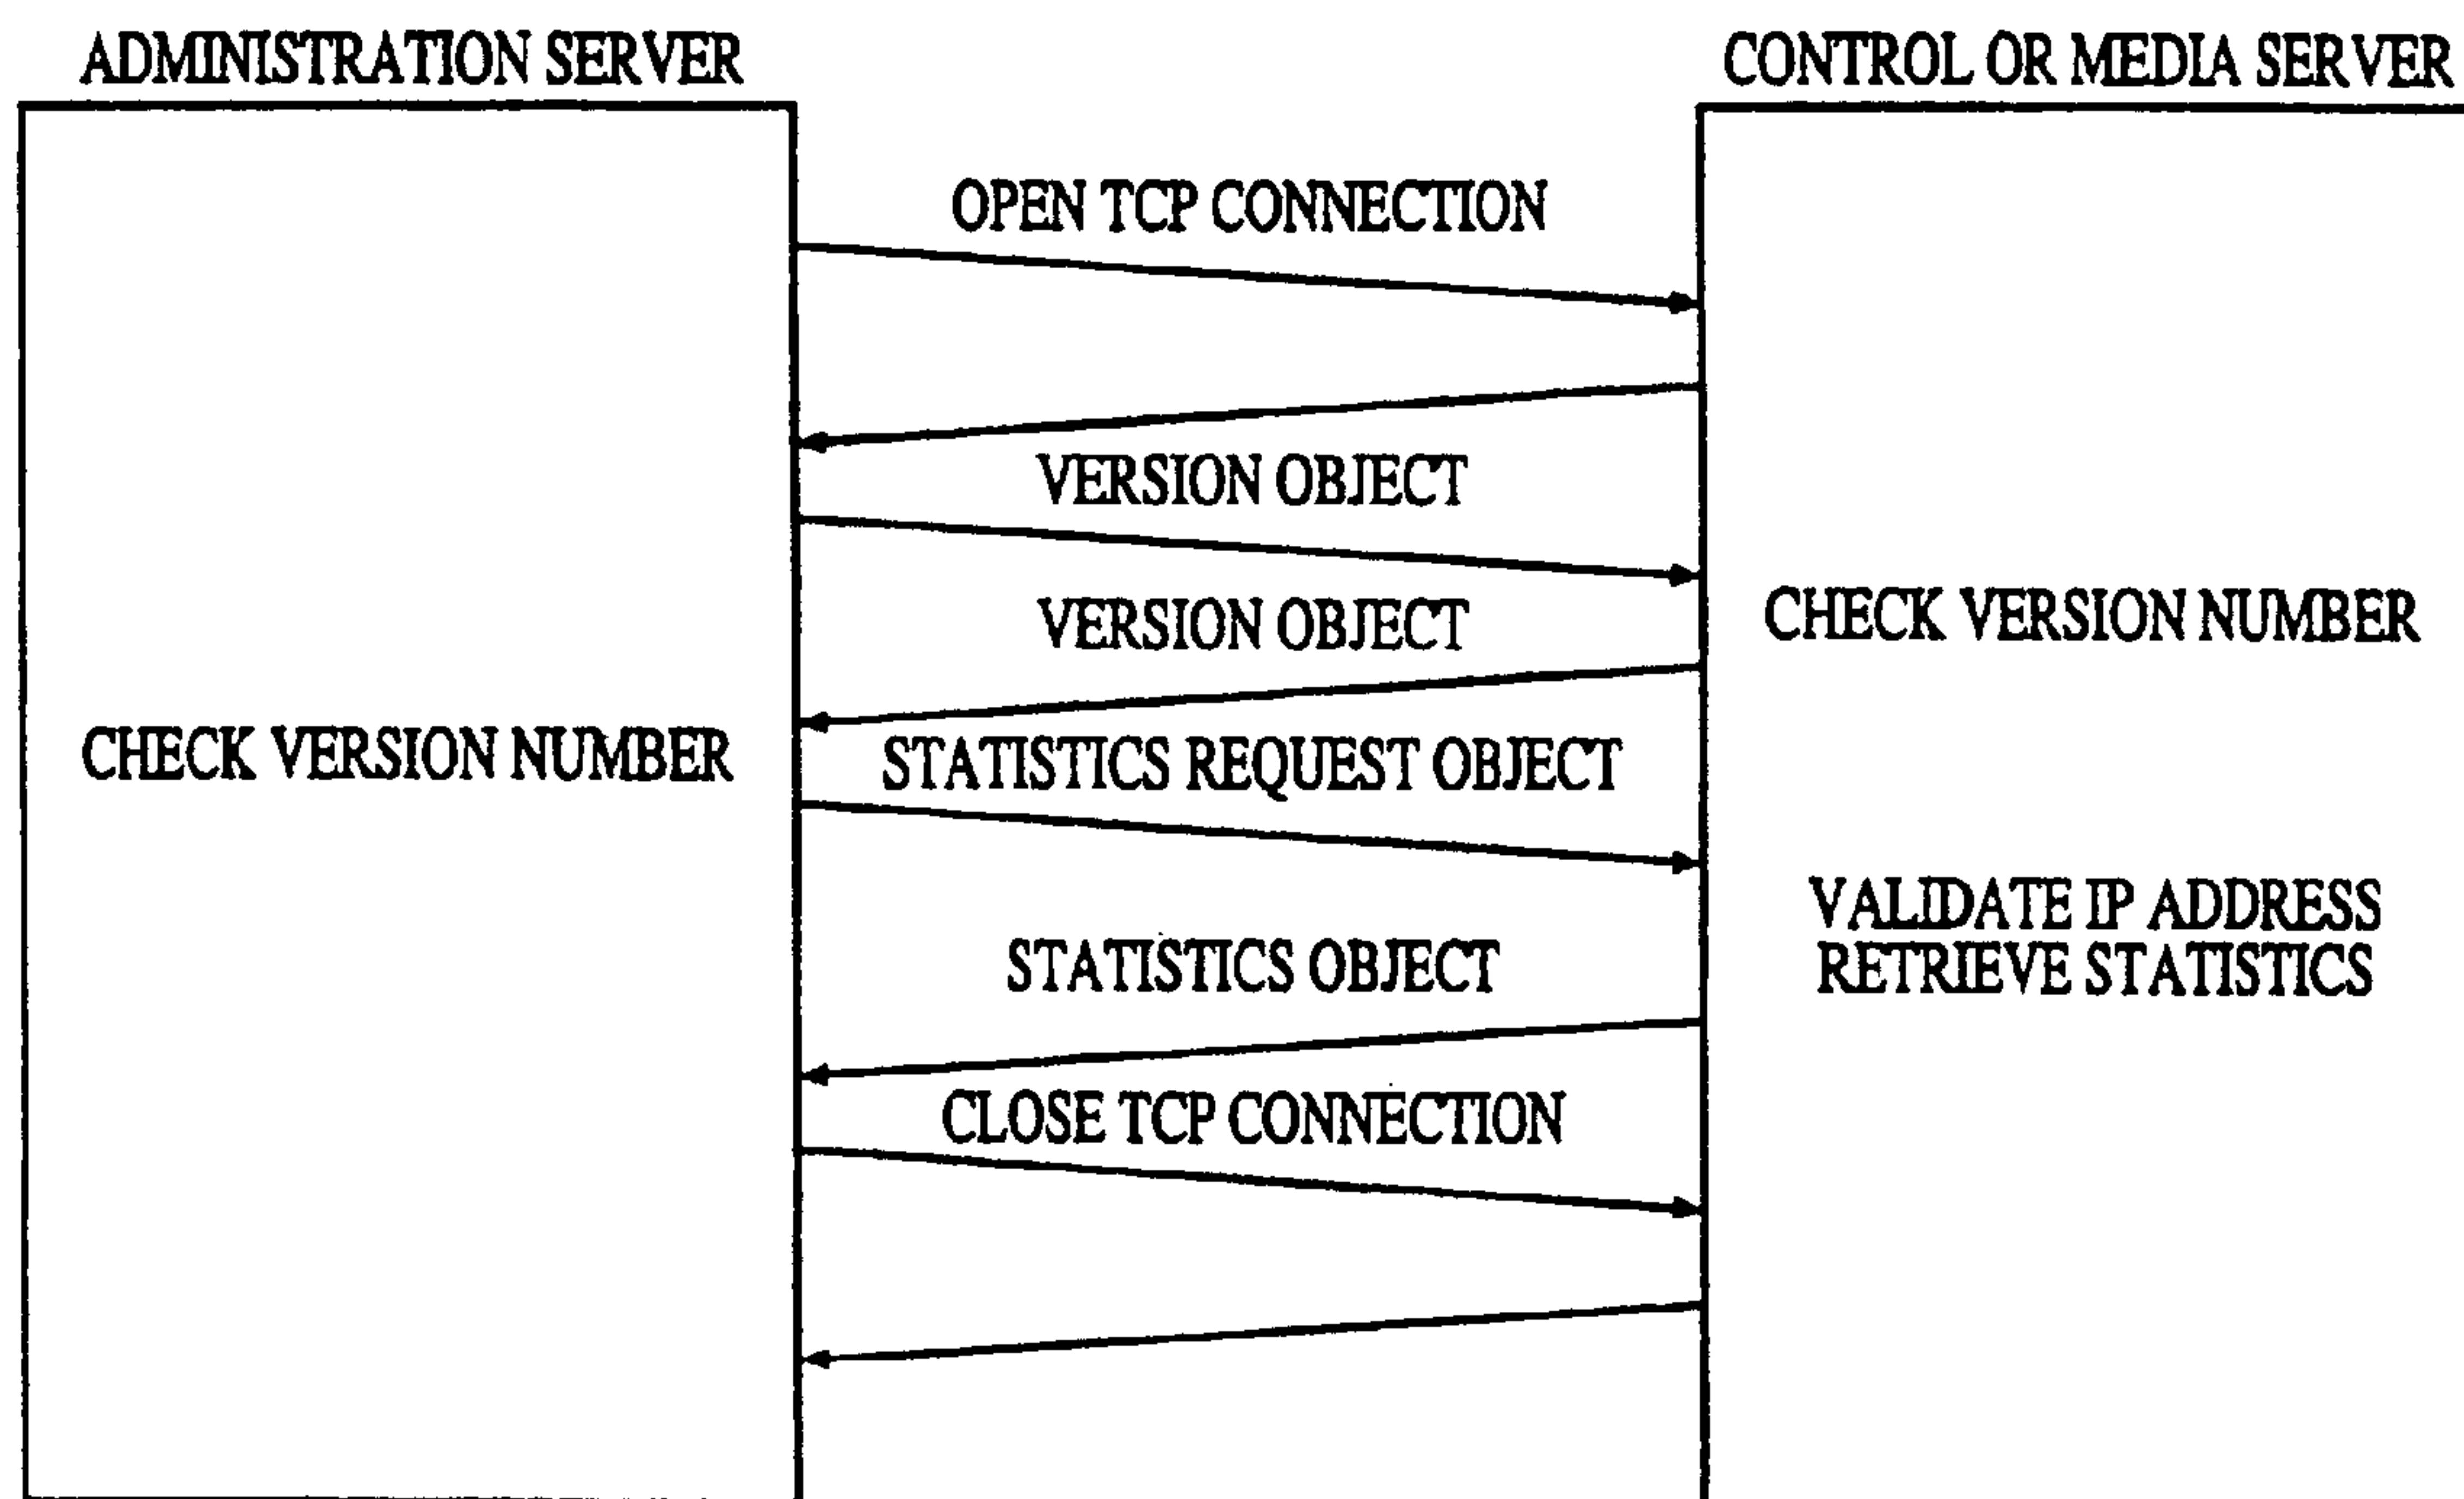 ADMINISTRATION SERVER
CONTROL OR MEDIA SERVER
OPEN TCP CONNECTION
VERSION OBJECT
VERSION OBJECT
CHECK VERSION NUMBER
CHECK VERSION NUMBER
STATISTICS REQUEST OBJECT
VALIDATE IP ADDRESS
RETRIEVE STATISTICS
STATISTICS OBJECT
CLOSE TCP CONNECTION